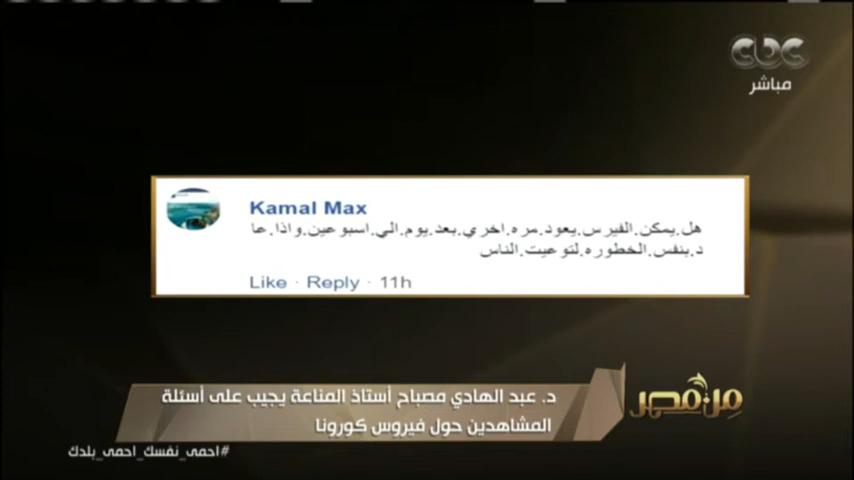 cbc
مباشر
Kamal Max
هل.يمكن.الفيرس.يعود.مره.اخري.بعد.يوم.الي.اسبوعين.واذا.عا
د.بنفس.الخطوره.لتوعيت.الناس
Like · Reply · 11h
د. عبد الهادي مصباح أستاذ المناعة يجيب على أسئلة
المشاهدين حول فيروس كورونا
من مصر
#احمى_نفسك_احمى_بلدك